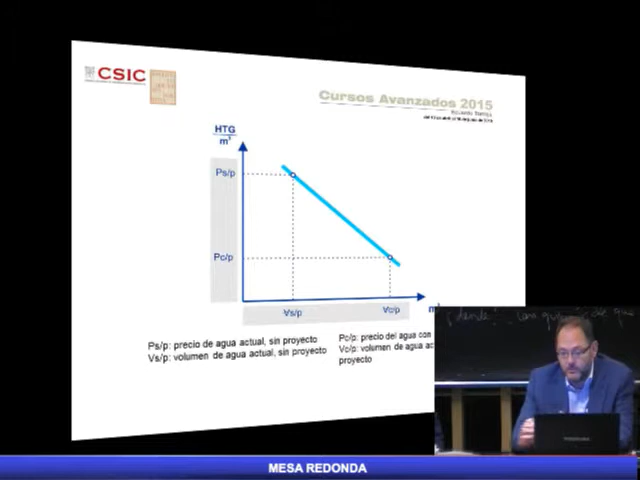 CSIC
Cursos Avanzados 2015
HTG
m³
Ps/p
Pc/p
Vs/p
Vc/p
Ps/p: precio de agua actual, sin proyecto
Vs/p: volumen de agua actual, sin proyecto
Pc/p: precio del agua con
Vc/p: volumen de agua
proyecto
MESA REDONDA